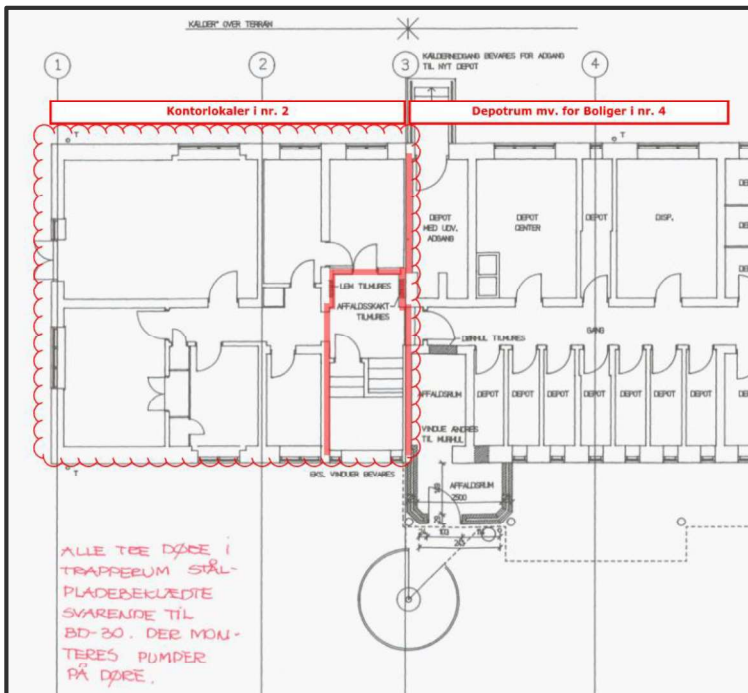 KÆLDER" OVER TERRÆN
1
2
3
4
KÆLDERNEDGANG BEVARES FOR ADGANG
TIL NYT DEPOT
Kontorlokaler i nr. 2
Depotrum mv. for Boliger i nr. 4
T
T
DEPOT
MED UDV.
ADGANG
DEPOT
CENTER
DEPOT
DISP.
LEM TILMURES
AFFALDSSKAKT
TILMURES
GANG
DØRHUL TILMURES
AFFALDSRUM
DEPOT
DEPOT
DEPOT
DEPOT
DEPOT
DEPOT
VINDUE ÆNDRES
TIL MURHUL
EKS. VINDUER BEVARES
T
AFFALDSRUM
2500
103
ALLE TRE DØRE I
TRAPPERUM STÅL-
PLADEBEKLÆDTE
SVARENDE TIL
BD-30. DER MON-
TERES PUMPER
PÅ DØRE.